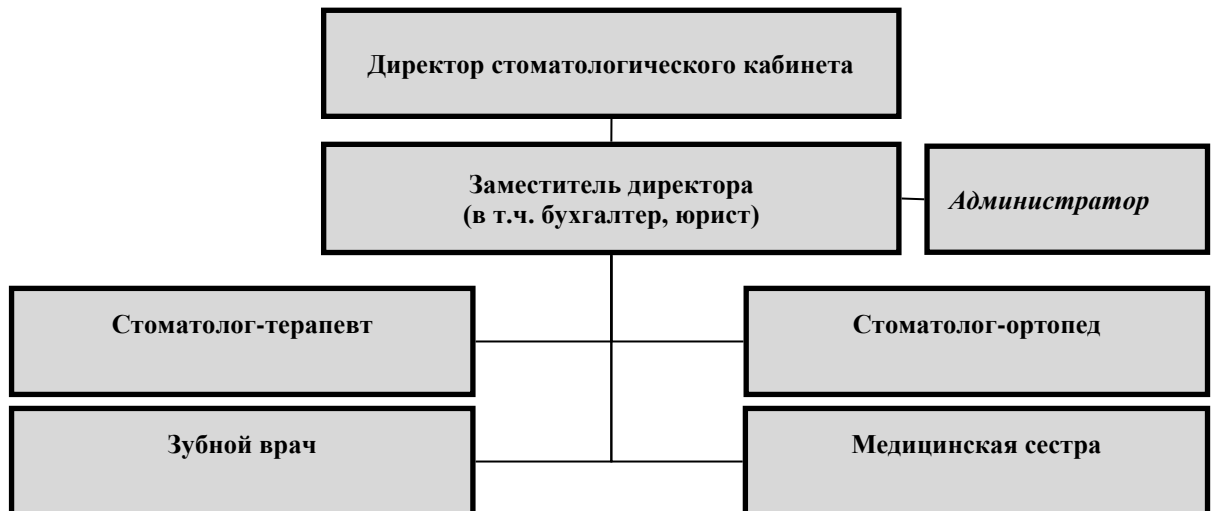 Директор стоматологического кабинета
Заместитель директора
(в т.ч. бухгалтер, юрист)
Администратор
Стоматолог-терапевт
Стоматолог-ортопед
Зубной врач
Медицинская сестра